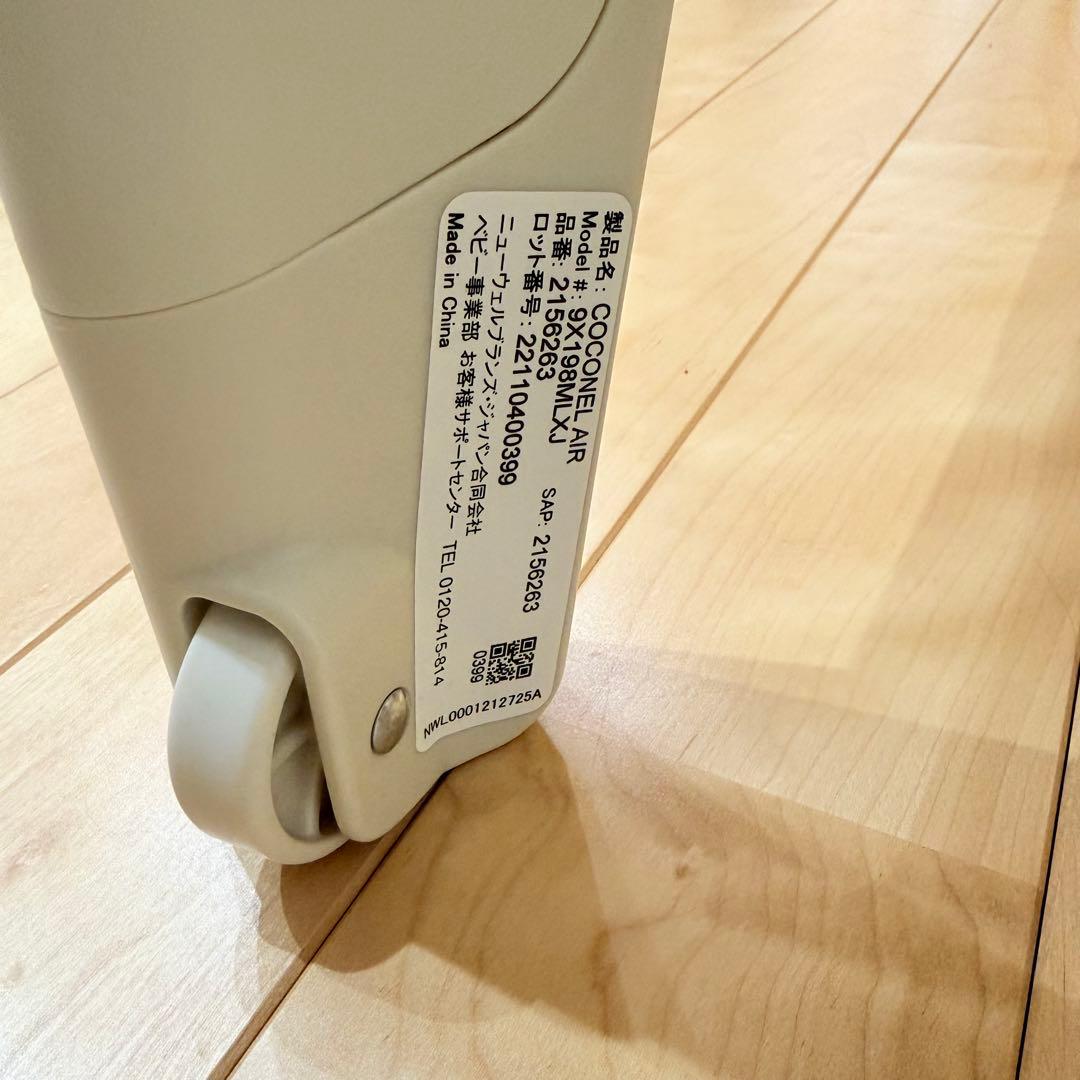 製品名: COCONEL AIR
Model #: 9X198MLXJ
品番: 2156263 SAP: 2156263
ロット番号: 22110400399
ニューウェルブランズ・ジャパン合同会社
ベビー事業部 お客様サポートセンター TEL 0120-415-814
Made in China
0399
NWL0001212725A